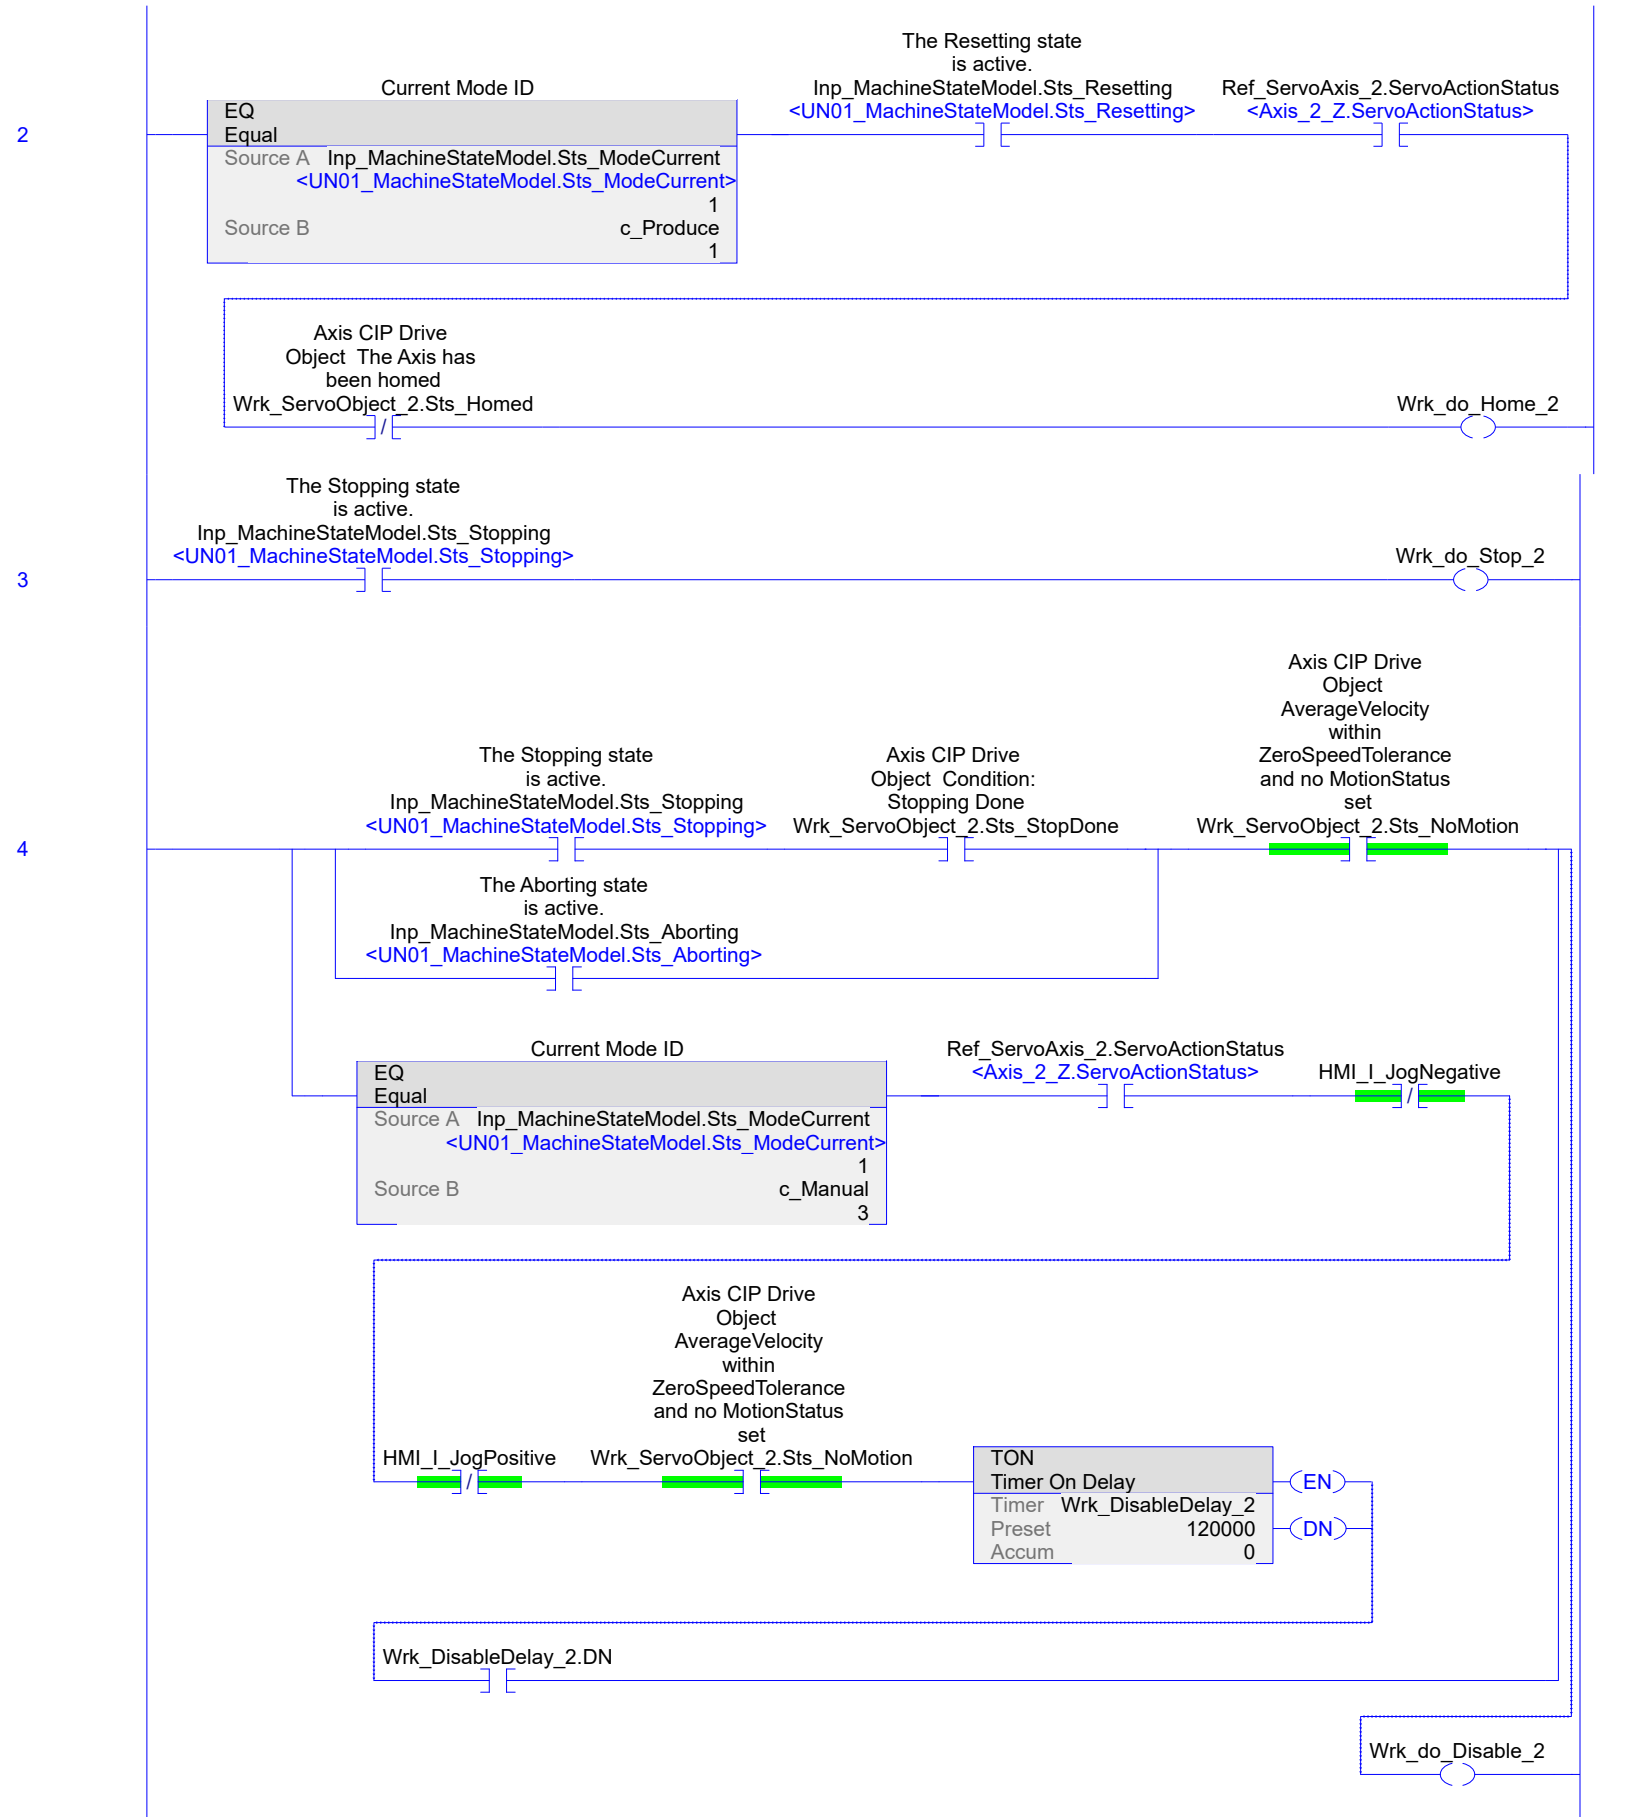 The Resetting state
is active.
Current Mode ID
Inp_MachineStateModel.Sts_Resetting
Ref_ServoAxis_2.ServoActionStatus
EQ
<UN01_MachineStateModel.Sts_Resetting>
<Axis_2_Z.ServoActionStatus>
2
Equal
Source A
Inp_MachineStateModel.Sts_ModeCurrent
<UN01_MachineStateModel.Sts_ModeCurrent>
1
Source B
c_Produce
1
Axis CIP Drive
Object  The Axis has
been homed
Wrk_ServoObject_2.Sts_Homed
Wrk_do_Home_2
/
The Stopping state
is active.
Inp_MachineStateModel.Sts_Stopping
<UN01_MachineStateModel.Sts_Stopping>
Wrk_do_Stop_2
3
Axis CIP Drive
Object
AverageVelocity
within
ZeroSpeedTolerance
and no MotionStatus
set
The Stopping state
is active.
Inp_MachineStateModel.Sts_Stopping
<UN01_MachineStateModel.Sts_Stopping>
Axis CIP Drive
Object  Condition:
Stopping Done
Wrk_ServoObject_2.Sts_StopDone
Wrk_ServoObject_2.Sts_NoMotion
4
The Aborting state
is active.
Inp_MachineStateModel.Sts_Aborting
<UN01_MachineStateModel.Sts_Aborting>
Current Mode ID
Ref_ServoAxis_2.ServoActionStatus
<Axis_2_Z.ServoActionStatus>
HMI_I_JogNegative
EQ
Equal
/
Source A
Inp_MachineStateModel.Sts_ModeCurrent
<UN01_MachineStateModel.Sts_ModeCurrent>
1
Source B
c_Manual
3
Axis CIP Drive
Object
AverageVelocity
within
ZeroSpeedTolerance
and no MotionStatus
set
HMI_I_JogPositive
Wrk_ServoObject_2.Sts_NoMotion
/
TON
Timer On Delay
EN
Timer
Wrk_DisableDelay_2
Preset
120000
DN
Accum
0
Wrk_DisableDelay_2.DN
Wrk_do_Disable_2